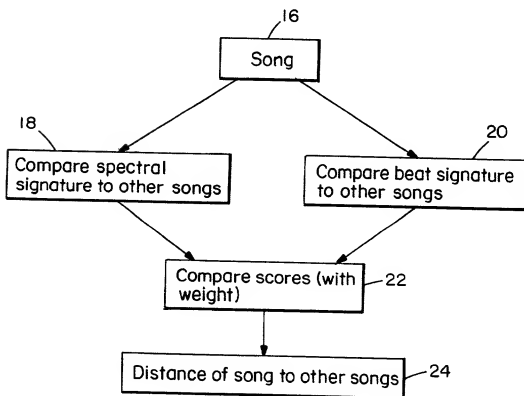 16
Song
18
Compare spectral
signature to other songs
20
Compare beat signature
to other songs
Compare scores (with
weight)
22
Distance of song to other songs
24